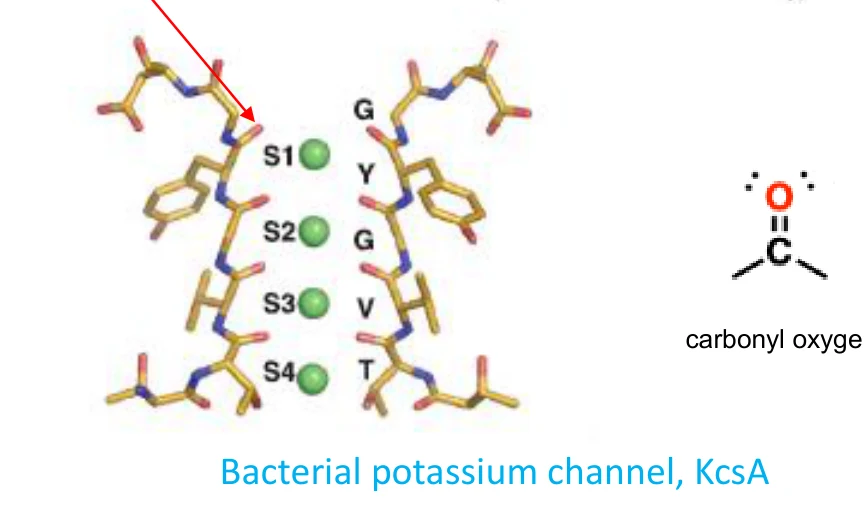 G
S1
Y
S2
G
S3
V
S4
T
O
C
carbonyl oxyge
Bacterial potassium channel, KcsA